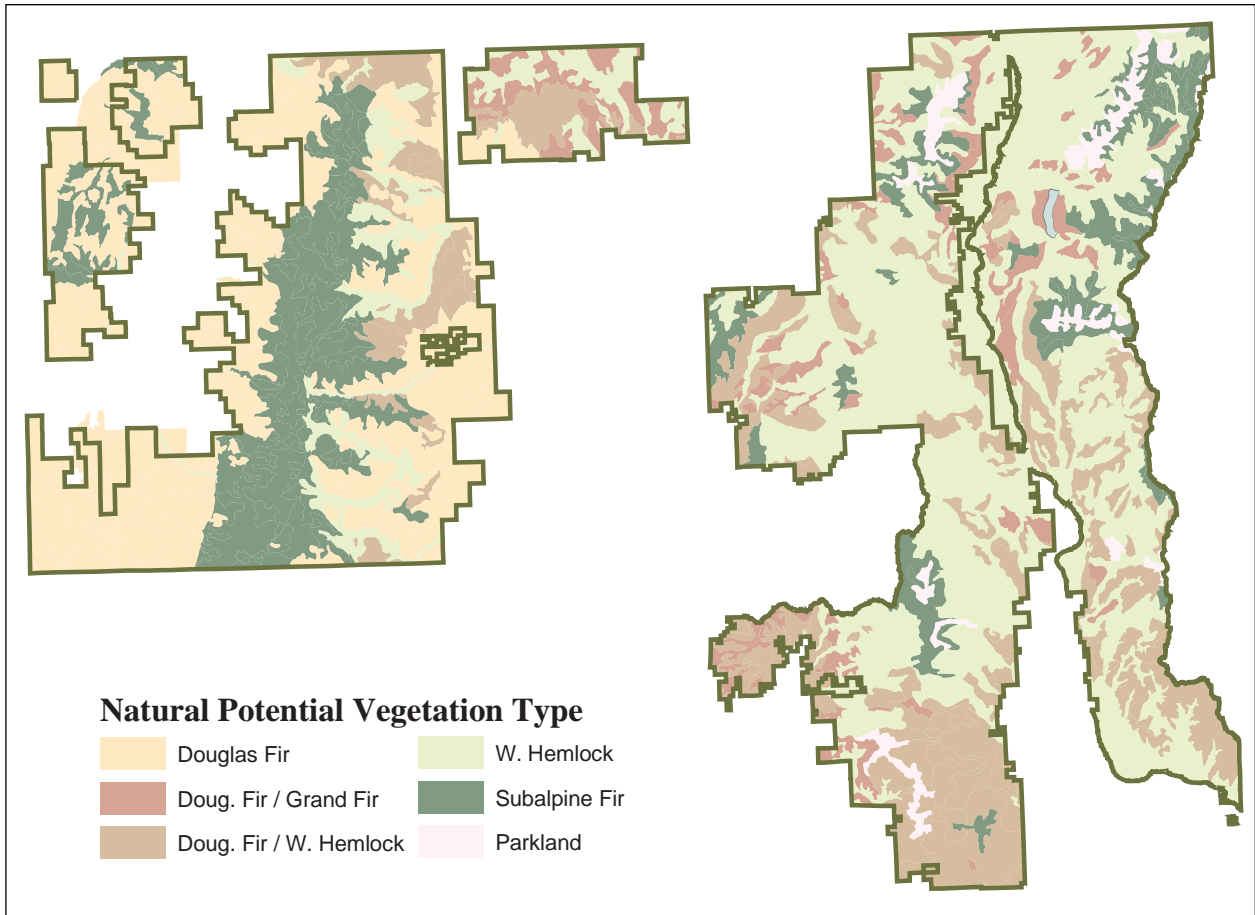 Natural Potential Vegetation Type
Douglas Fir
Doug. Fir / Grand Fir
Doug. Fir / W. Hemlock
W. Hemlock
Subalpine Fir
Parkland